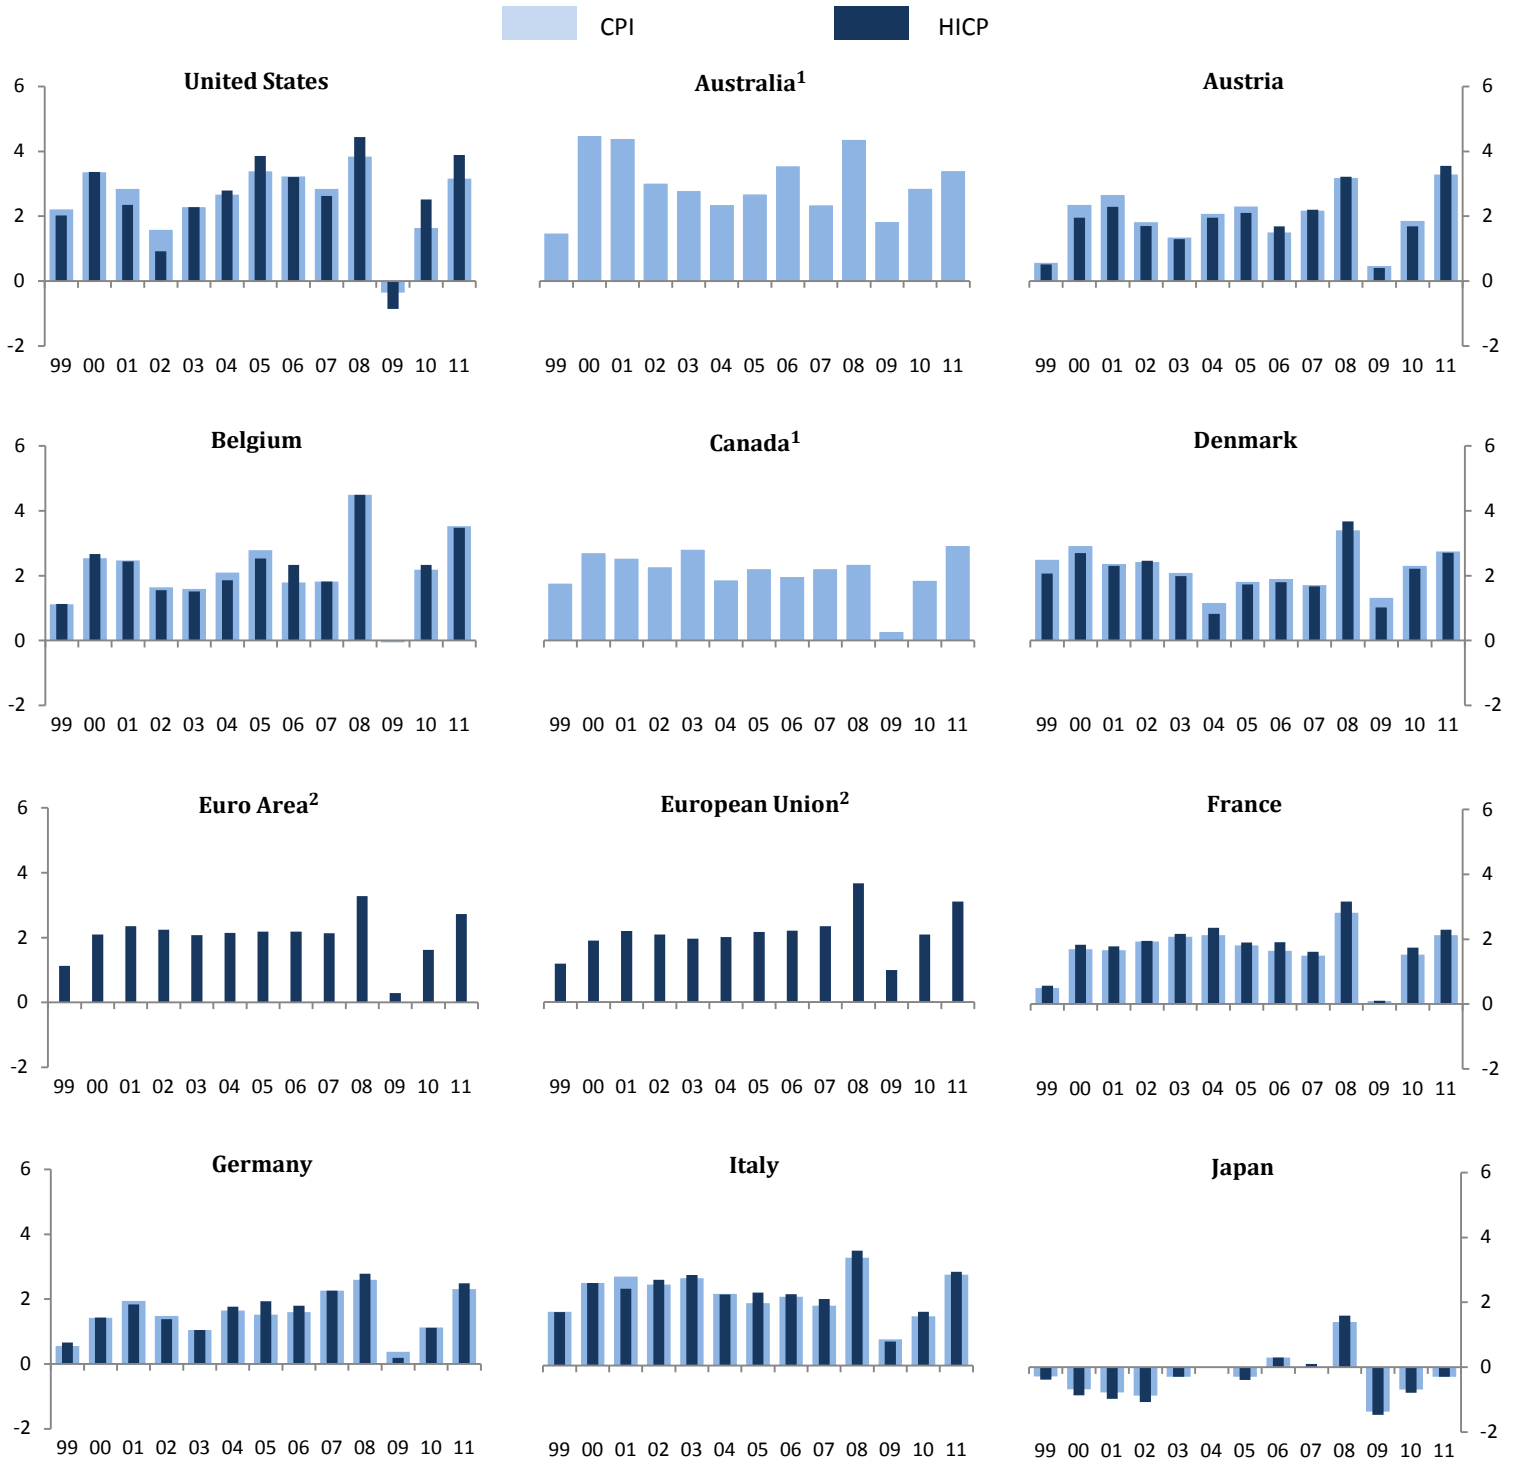 CPI HICP
United States Australia¹ Austria
6 6
4 4
2 2
0 0
-2 -2
99 00 01 02 03 04 05 06 07 08 09 10 11 99 00 01 02 03 04 05 06 07 08 09 10 11 99 00 01 02 03 04 05 06 07 08 09 10 11
Belgium Canada¹ Denmark
6 6
4 4
2 2
0 0
-2 -2
99 00 01 02 03 04 05 06 07 08 09 10 11 99 00 01 02 03 04 05 06 07 08 09 10 11 99 00 01 02 03 04 05 06 07 08 09 10 11
Euro Area² European Union² France
6 6
4 4
2 2
0 0
-2 -2
99 00 01 02 03 04 05 06 07 08 09 10 11 99 00 01 02 03 04 05 06 07 08 09 10 11 99 00 01 02 03 04 05 06 07 08 09 10 11
Germany Italy Japan
6 6
4 4
2 2
0 0
-2 -2
99 00 01 02 03 04 05 06 07 08 09 10 11 99 00 01 02 03 04 05 06 07 08 09 10 11 99 00 01 02 03 04 05 06 07 08 09 10 11